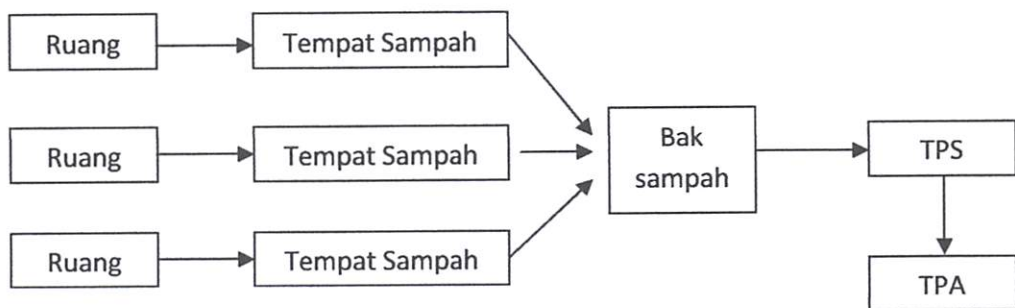 Ruang
Tempat Sampah
Ruang
Tempat Sampah
Ruang
Tempat Sampah
Bak
sampah
TPS
TPA